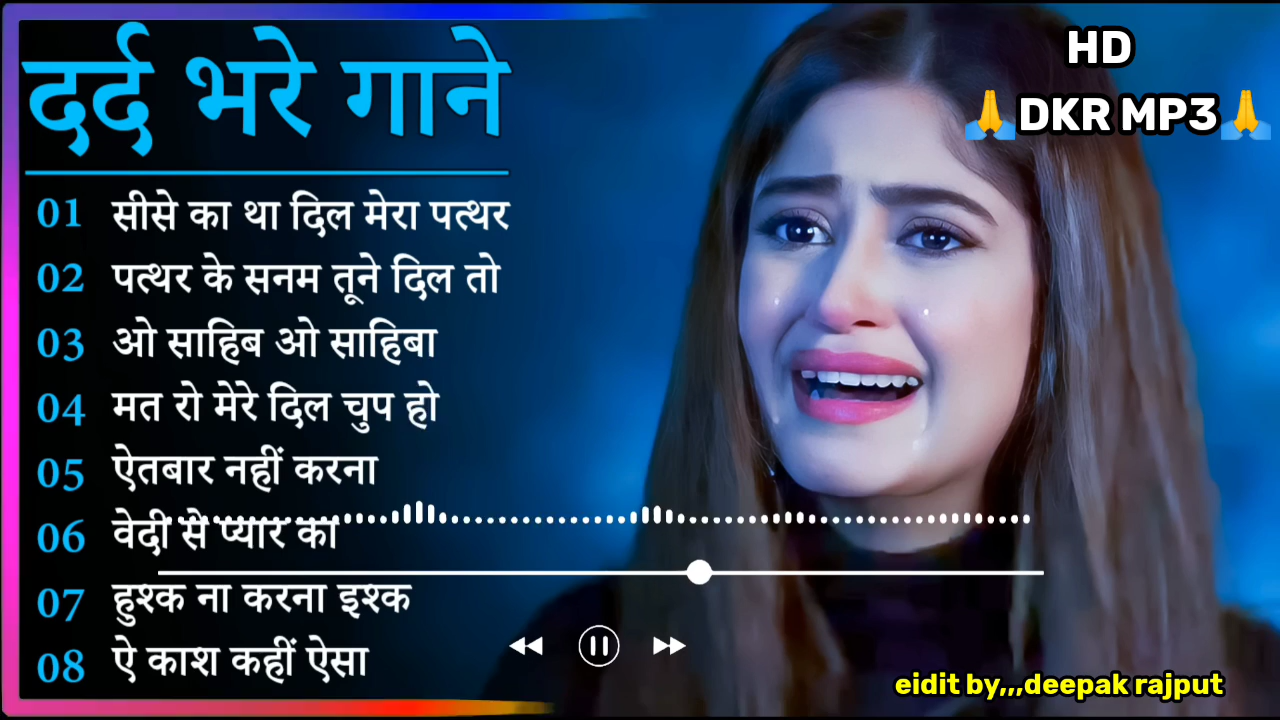 दर्द भरे गाने
HD
🙏DKR MP3🙏
01 सीसे का था दिल मेरा पत्थर
02 पत्थर के सनम तूने दिल तो
03 ओ साहिब ओ साहिबा
04 मत रो मेरे दिल चुप हो
05 ऐतबार नहीं करना
06 वेदी से प्यार का
07 हुश्क ना करना इश्क
08 ऐ काश कहीं ऐसा
eidit by,,,deepak rajput